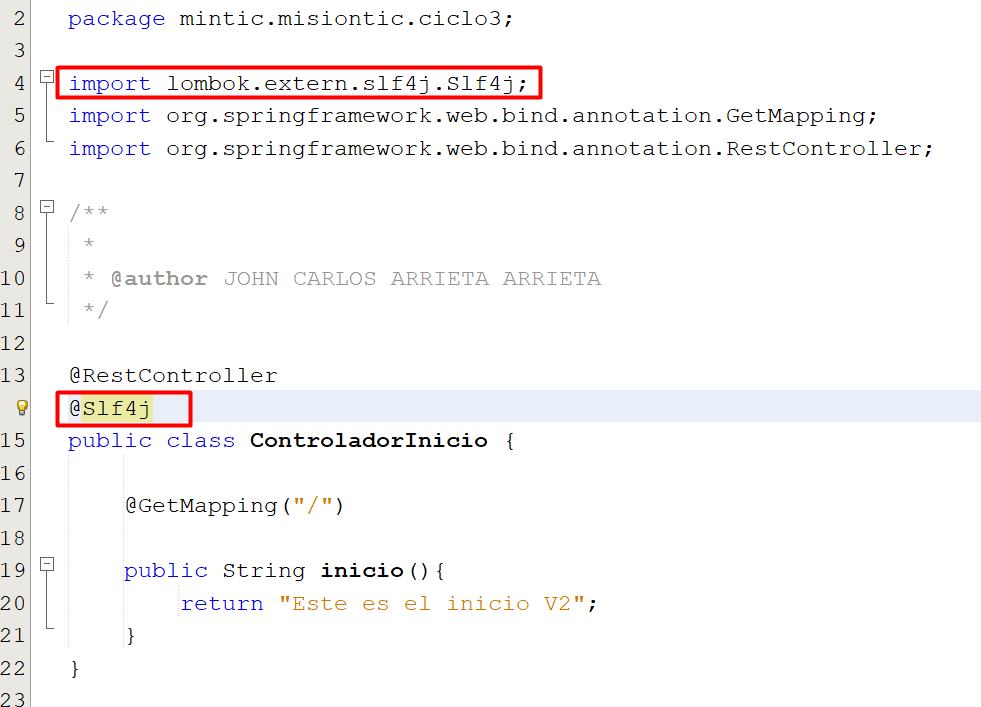 2 package mintic.misiontic.ciclo3;
3
4 import lombok.extern.slf4j.Slf4j;
5 import org.springframework.web.bind.annotation.GetMapping;
6 import org.springframework.web.bind.annotation.RestController;
7
8 /**
9 *
10 * @author JOHN CARLOS ARRIETA ARRIETA
11 */
12
13 @RestController
@Slf4j
15 public class ControladorInicio {
16
17 @GetMapping("/")
18
19 public String inicio(){
20 return "Este es el inicio V2";
21 }
22 }
23